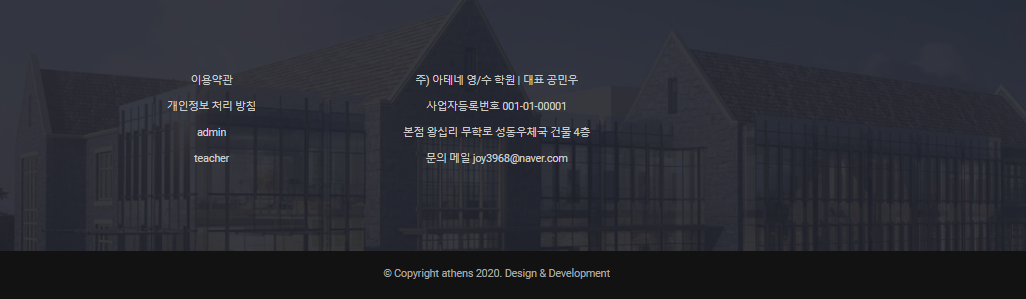 이용약관
개인정보 처리 방침
admin
teacher
주) 아테네 영/수 학원 | 대표 공민우
사업자등록번호 001-01-00001
본점 왕십리 무학로 성동우체국 건물 4층
문의 메일 joy3968@naver.com
© Copyright athens 2020. Design & Development